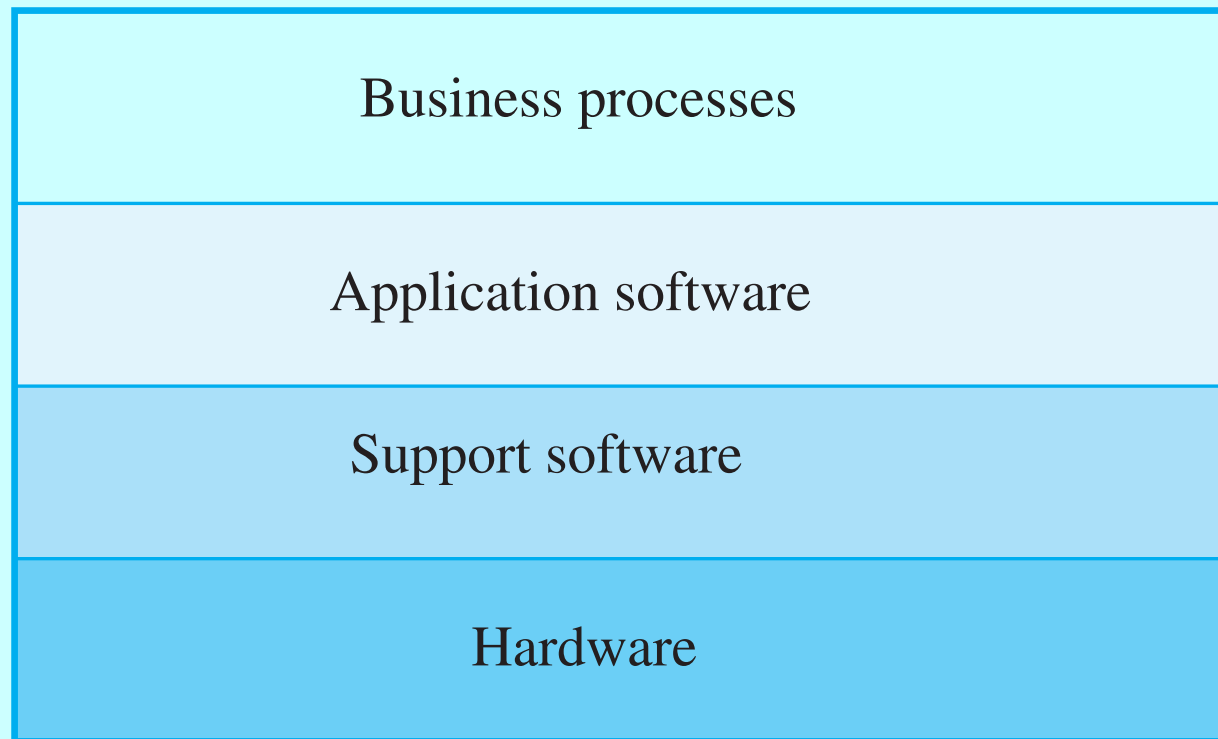 Business processes
Application software
Support software
Hardware